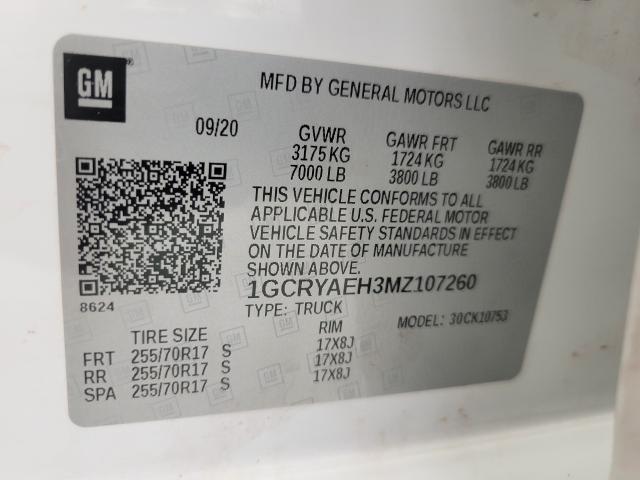 GM
MFD BY GENERAL MOTORS LLC
09/20 GVWR GAWR FRT GAWR RR
3175 KG 1724 KG 1724 KG
7000 LB 3800 LB 3800 LB
THIS VEHICLE CONFORMS TO ALL
APPLICABLE U.S. FEDERAL MOTOR
VEHICLE SAFETY STANDARDS IN EFFECT
ON THE DATE OF MANUFACTURE
SHOWN ABOVE.
8624 1GCRYAEH3MZ107260
TYPE: TRUCK MODEL: 30CK10753
TIRE SIZE RIM
FRT 255/70R17 S 17X8J
RR 255/70R17 S 17X8J
SPA 255/70R17 S 17X8J